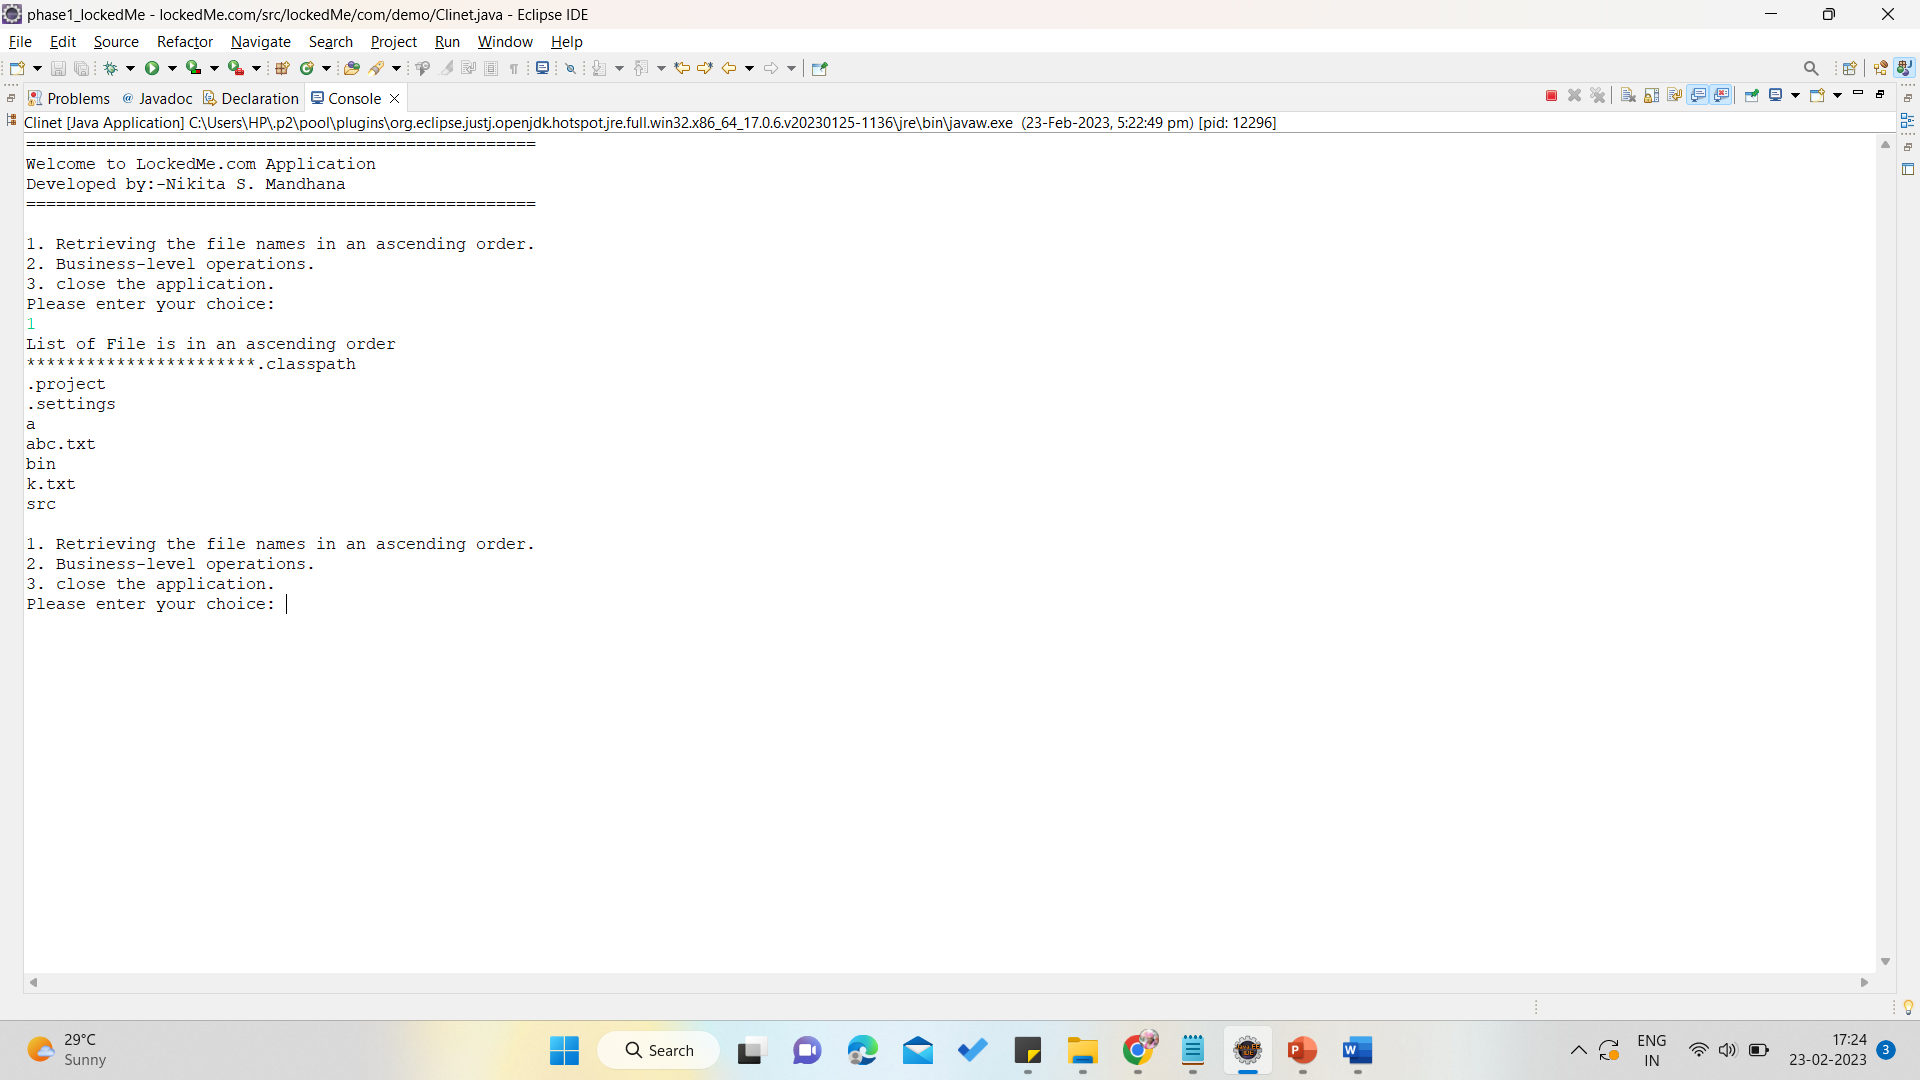 phase1_lockedMe - lockedMe.com/src/lockedMe/com/demo/Clinet.java - Eclipse IDE
File Edit Source Refactor Navigate Search Project Run Window Help
Problems @ Javadoc Declaration Console
Clinet [Java Application] C:\Users\HP\.p2\pool\plugins\org.eclipse.justj.openjdk.hotspot.jre.full.win32.x86_64_17.0.6.v20230125-1136\jre\bin\javaw.exe (23-Feb-2023, 5:22:49 pm) [pid: 12296]
===================================================
Welcome to LockedMe.com Application
Developed by:-Nikita S. Mandhana
===================================================
1. Retrieving the file names in an ascending order.
2. Business-level operations.
3. close the application.
Please enter your choice:
1
List of File is in an ascending order
***********************.classpath
.project
.settings
a
abc.txt
bin
k.txt
src
1. Retrieving the file names in an ascending order.
2. Business-level operations.
3. close the application.
Please enter your choice:
29°C
Sunny
Search
ENG
IN
17:24
23-02-2023
3